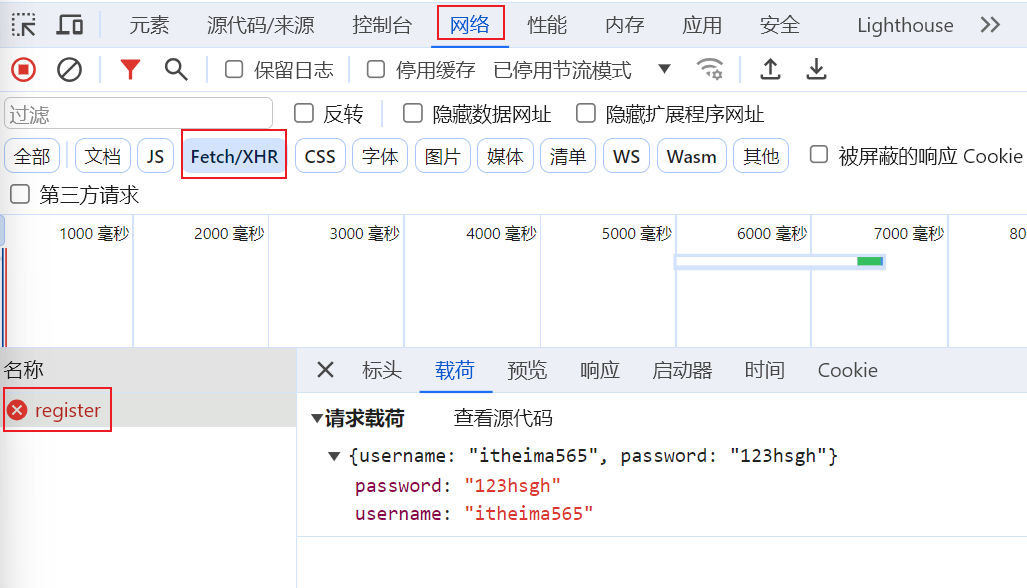 元素 源代码/来源 控制台 网络 性能 内存 应用 安全 Lighthouse
保留日志 停用缓存 已停用节流模式
过滤 反转 隐藏数据网址 隐藏扩展程序网址
全部 文档 JS Fetch/XHR CSS 字体 图片 媒体 清单 WS Wasm 其他 被屏蔽的响应 Cookie
第三方请求
1000 毫秒 2000 毫秒 3000 毫秒 4000 毫秒 5000 毫秒 6000 毫秒 7000 毫秒 80
名称 标头 载荷 预览 响应 启动器 时间 Cookie
register
请求载荷 查看源代码
{username: "itheima565", password: "123hsgh"}
password: "123hsgh"
username: "itheima565"